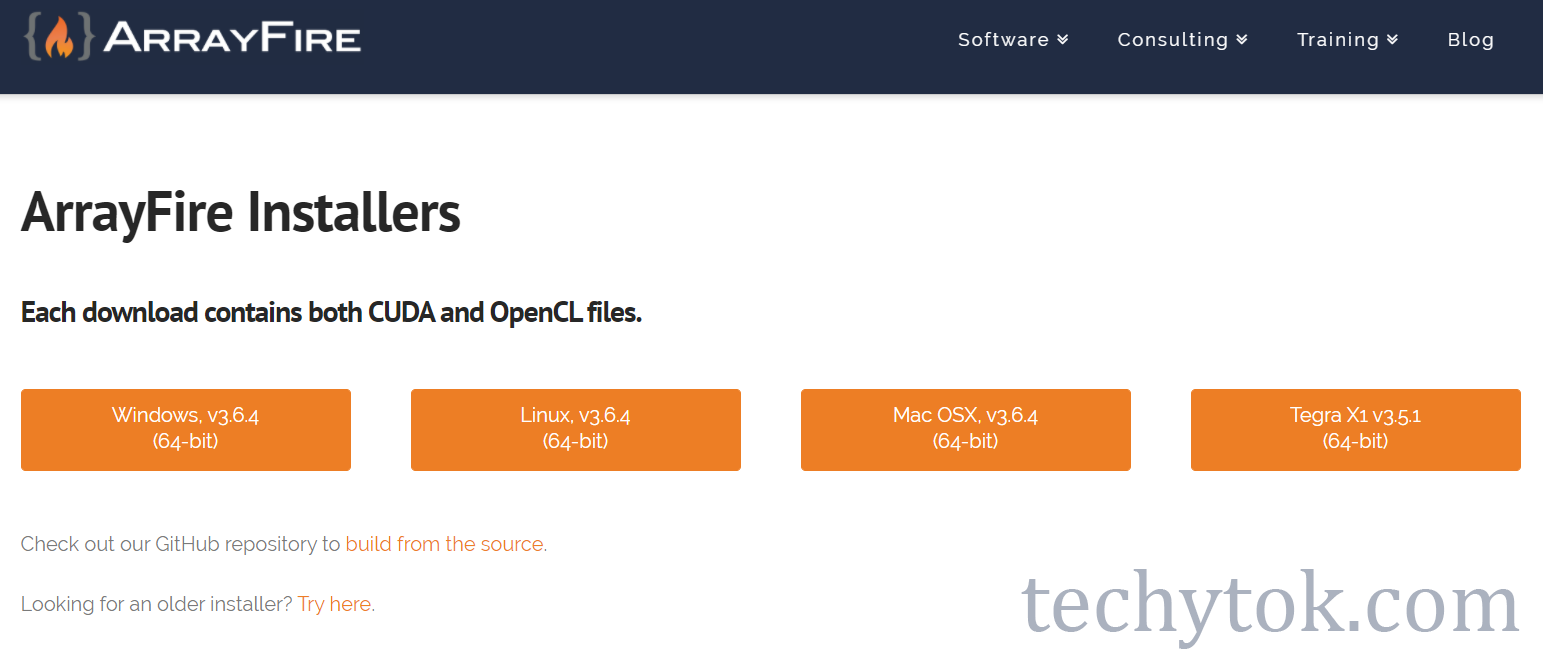 { } ARRAYFIRE
Software Consulting Training Blog
ArrayFire Installers
Each download contains both CUDA and OpenCL files.
Windows, v3.6.4
(64-bit)
Linux, v3.6.4
(64-bit)
Mac OSX, v3.6.4
(64-bit)
Tegra X1 v3.5.1
(64-bit)
Check out our GitHub repository to build from the source.
Looking for an older installer? Try here.
techytok.com